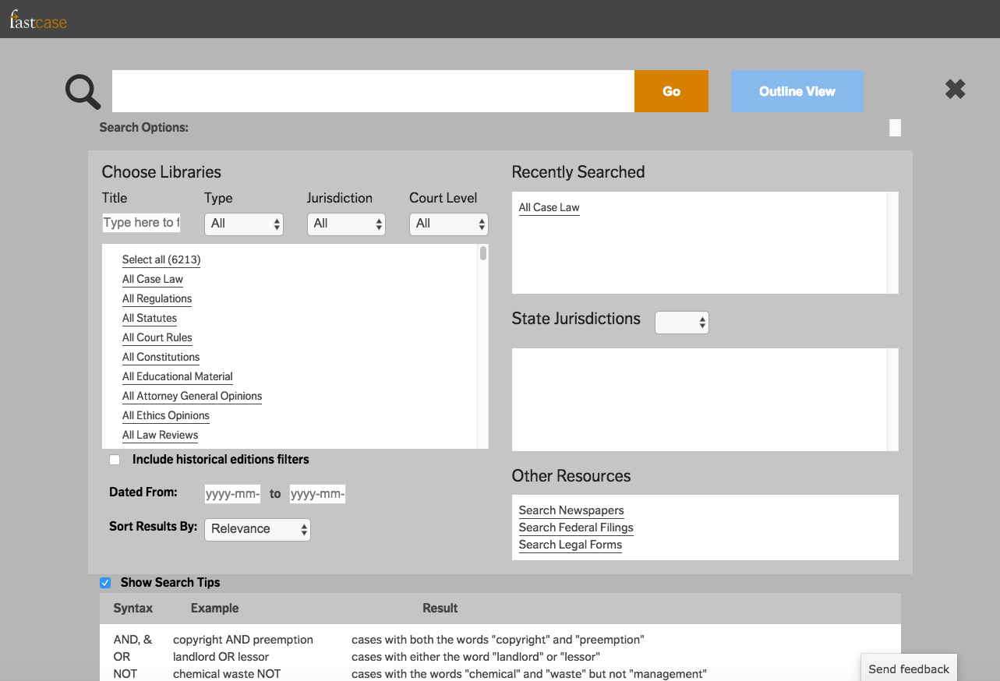 fastcase
Go
Outline View
Search Options:
Choose Libraries
Title
Type
Jurisdiction
Court Level
Type here to f
All
All
All
Select all (6213)
All Case Law
All Regulations
All Statutes
All Court Rules
All Constitutions
All Educational Material
All Attorney General Opinions
All Ethics Opinions
All Law Reviews
Include historical editions filters
Dated From:
yyyy-mm-
to
yyyy-mm-
Sort Results By:
Relevance
Recently Searched
All Case Law
State Jurisdictions
Other Resources
Search Newspapers
Search Federal Filings
Search Legal Forms
Show Search Tips
Syntax Example Result
AND, & copyright AND preemption cases with both the words "copyright" and "preemption"
OR landlord OR lessor cases with either the word "landlord" or "lessor"
NOT chemical waste NOT cases with the words "chemical" and "waste" but not "management"
Send feedback